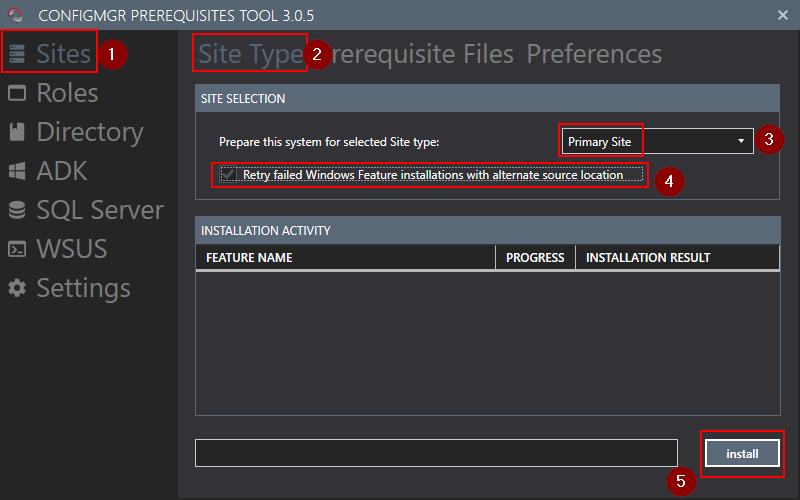 CONFIGMGR PREREQUISITES TOOL 3.0.5
Sites 1
Roles
Directory
ADK
SQL Server
WSUS
Settings
Site Type 2 rerequisite Files Preferences
SITE SELECTION
Prepare this system for selected Site type: Primary Site 3
Retry failed Windows Feature installations with alternate source location 4
INSTALLATION ACTIVITY
FEATURE NAME PROGRESS INSTALLATION RESULT
install
5